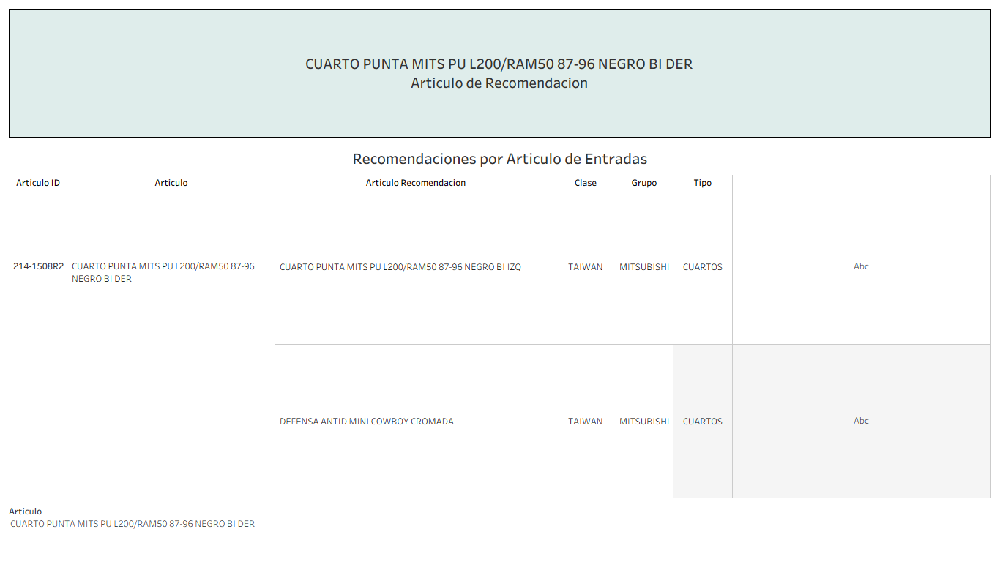 CUARTO PUNTA MITS PU L200/RAM50 87-96 NEGRO BI DER
Articulo de Recomendacion
Recomendaciones por Articulo de Entradas
Articulo ID Articulo Articulo Recomendacion Clase Grupo Tipo
214-1508R2 CUARTO PUNTA MITS PU L200/RAM50 87-96 CUARTO PUNTA MITS PU L200/RAM50 87-96 NEGRO BI IZQ TAIWAN MITSUBISHI CUARTOS Abc
NEGRO BI DER
DEFENSA ANTID MINI COWBOY CROMADA TAIWAN MITSUBISHI CUARTOS Abc
Articulo
CUARTO PUNTA MITS PU L200/RAM50 87-96 NEGRO BI DER